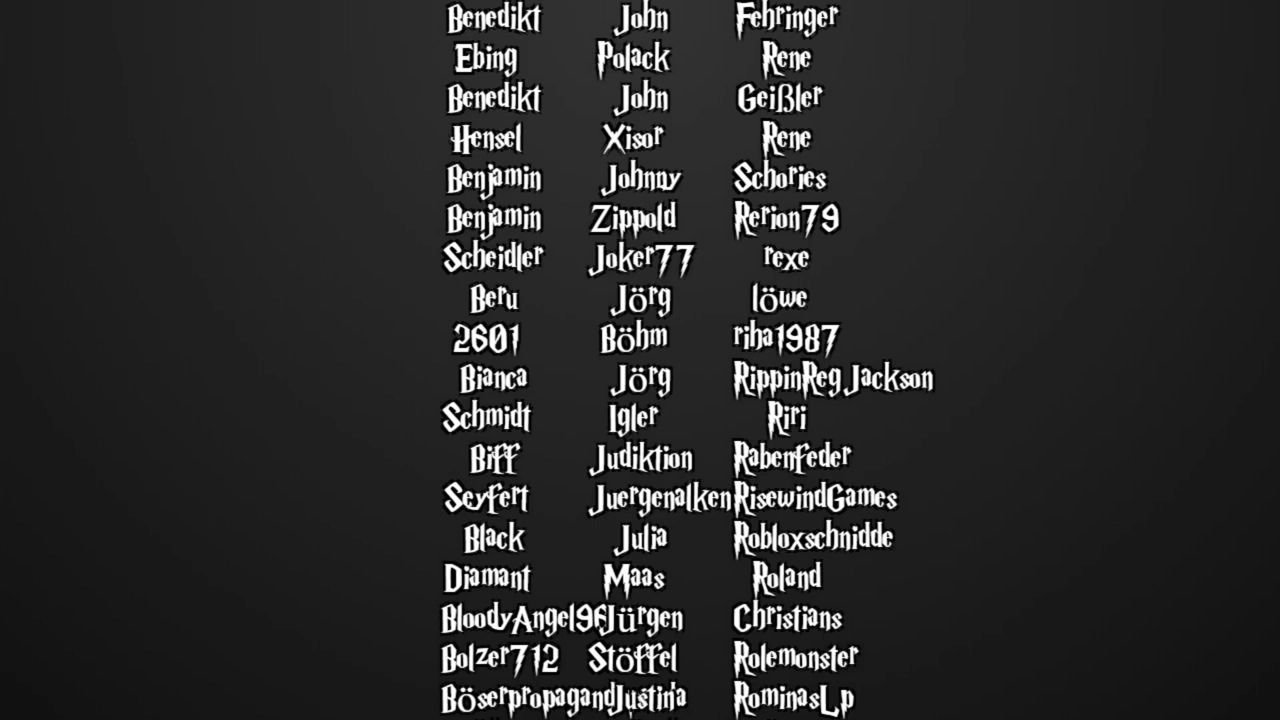 Benedikt John Fehringer
Ebing Polack Rene
Benedikt John Geißler
Hensel Xisor Rene
Benjamin Johnny Schories
Benjamin Zippold Rerion79
Scheidler Joker77 rexe
Beru Jörg löwe
2601 Böhm riha1987
Bianca Jörg RippinRegJackson
Schmidt Igler Riri
Biff Judiktion Rabenfeder
Seyfert Juergenalken RisewindGames
Black Julia Robloxschnidde
Diamant Maas Roland
BloodyAngel96 Jürgen Christians
Bolzer712 Stöffel Rolemonster
Böserpropagand Justina RominasLp